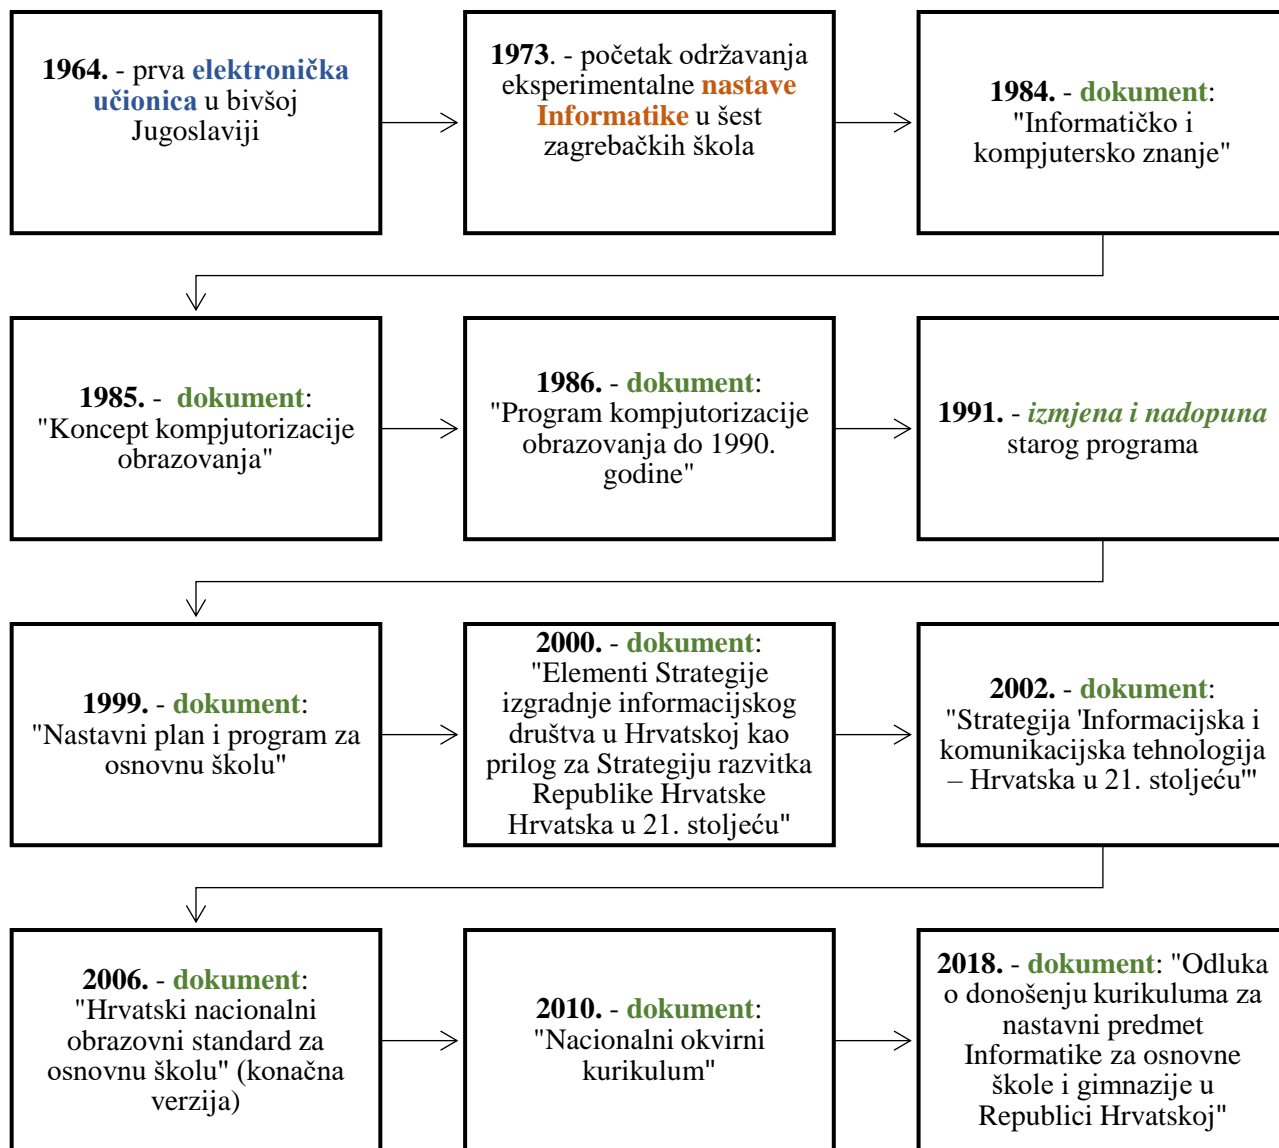 1964. - prva elektronička
učionica u bivšoj
Jugoslaviji
1973. - početak održavanja
eksperimentalne nastave
Informatike u šest
zagrebačkih škola
1984. - dokument:
"Informatičko i
kompjutersko znanje"
1985. - dokument:
"Koncept kompjutorizacije
obrazovanja"
1986. - dokument:
"Program kompjutorizacije
obrazovanja do 1990.
godine"
1991. - izmjena i nadopuna
starog programa
1999. - dokument:
"Nastavni plan i program za
osnovnu školu"
2000. - dokument:
"Elementi Strategije
izgradnje informacijskog
društva u Hrvatskoj kao
prilog za Strategiju razvitka
Republike Hrvatske
Hrvatska u 21. stoljeću"
2002. - dokument:
"Strategija 'Informacijska i
komunikacijska tehnologija
– Hrvatska u 21. stoljeću'"
2006. - dokument:
"Hrvatski nacionalni
obrazovni standard za
osnovnu školu" (konačna
verzija)
2010. - dokument:
"Nacionalni okvirni
kurikulum"
2018. - dokument: "Odluka
o donošenju kurikuluma za
nastavni predmet
Informatike za osnovne
škole i gimnazije u
Republici Hrvatskoj"